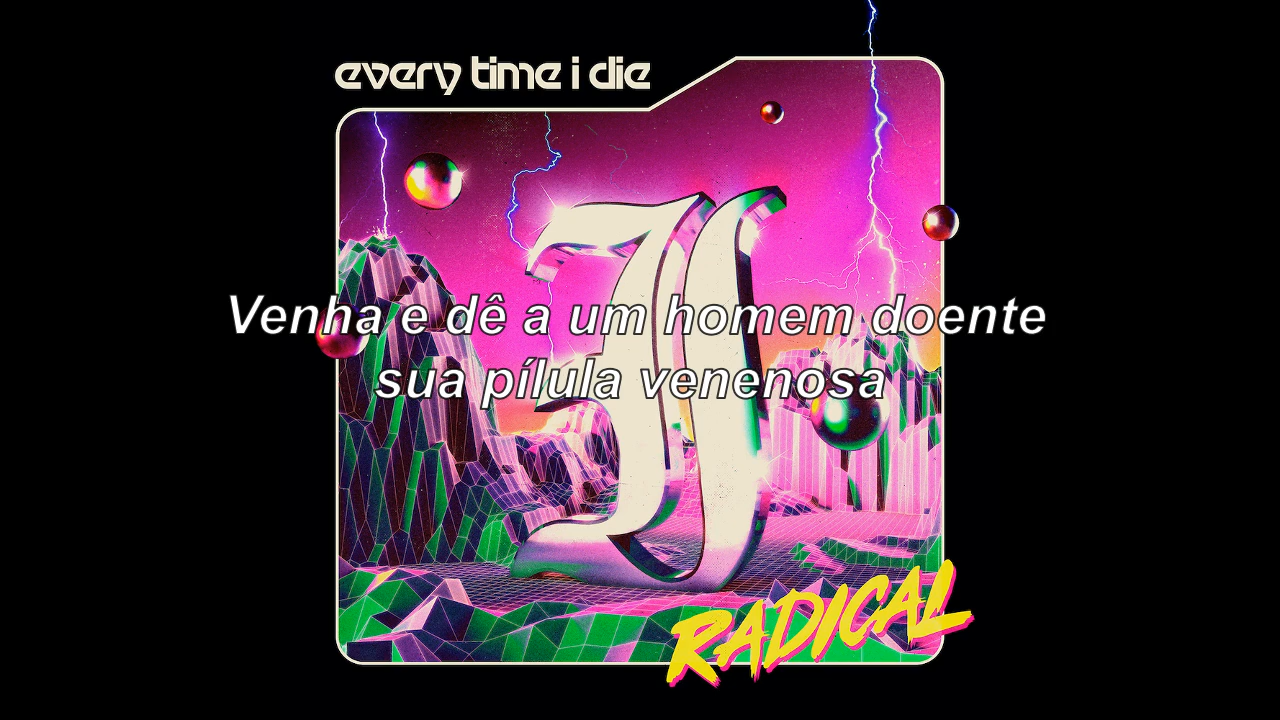 every time i die
Venha e dê a um homem doente
sua pílula venenosa
RADICAL